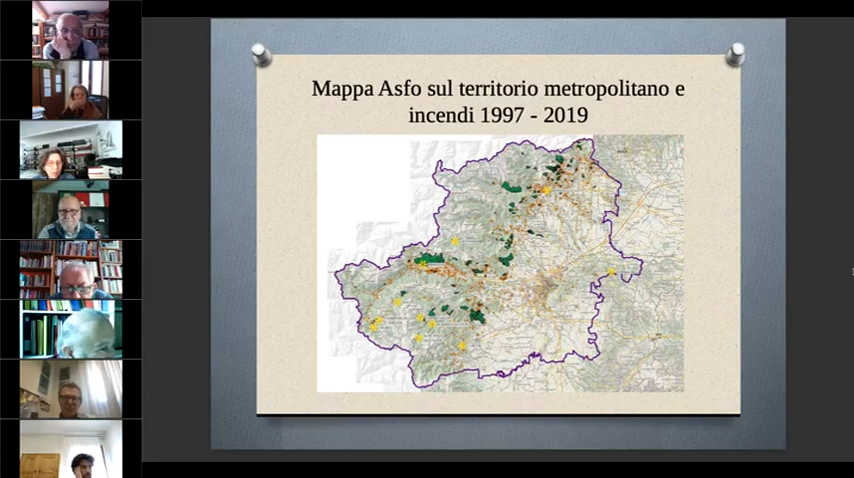 Mappa Asfo sul territorio metropolitano e
incendi 1997 - 2019